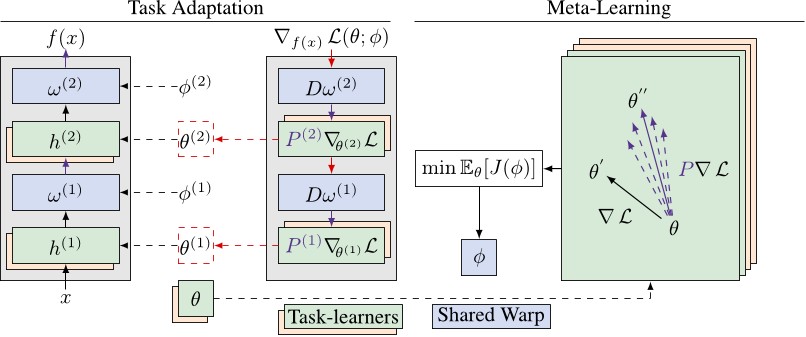 Task Adaptation
Meta-Learning
f(x)
∇_{f(x)} ℒ(θ; ϕ)
ω⁽²⁾
ϕ⁽²⁾
Dω⁽²⁾
h⁽²⁾
θ⁽²⁾
P⁽²⁾∇_{θ⁽²⁾}ℒ
ω⁽¹⁾
ϕ⁽¹⁾
Dω⁽¹⁾
h⁽¹⁾
θ⁽¹⁾
P⁽¹⁾∇_{θ⁽¹⁾}ℒ
x
θ
min 𝔼_θ[J(ϕ)]
ϕ
θ′′
θ′
P∇ℒ
∇ℒ
θ
Task-learners
Shared Warp